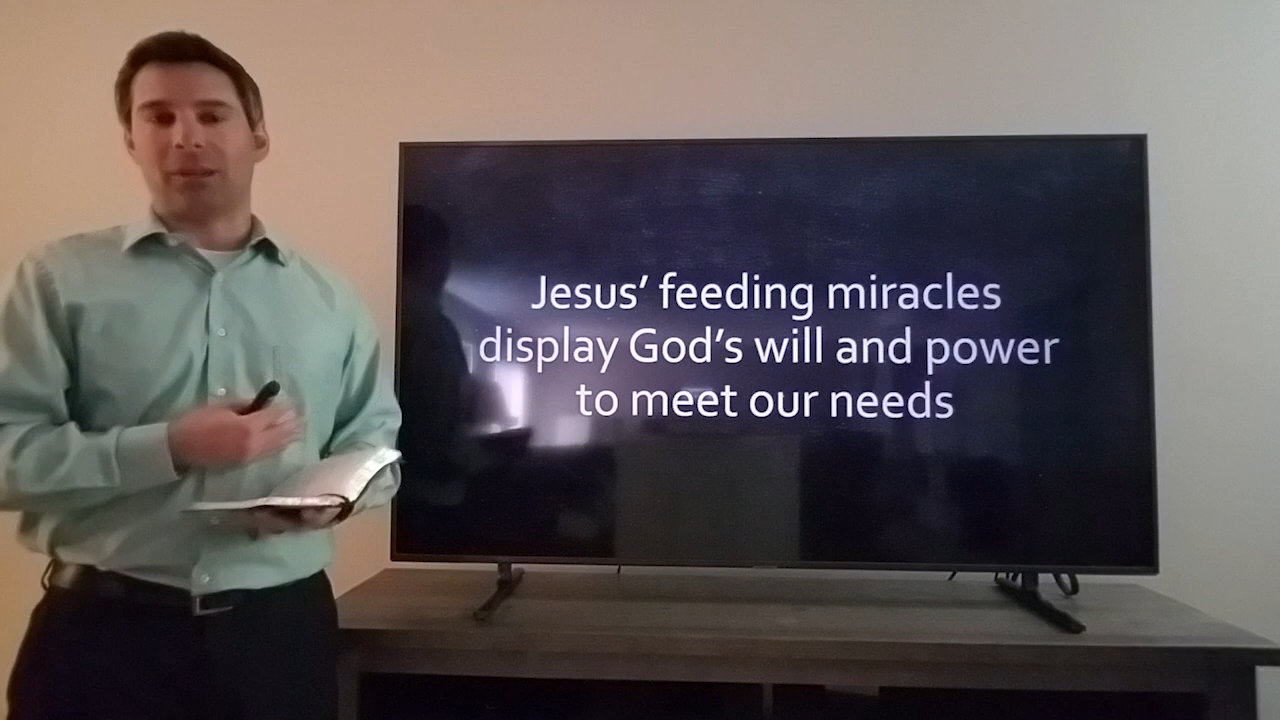 Jesus’ feeding miracles
display God’s will and power
to meet our needs